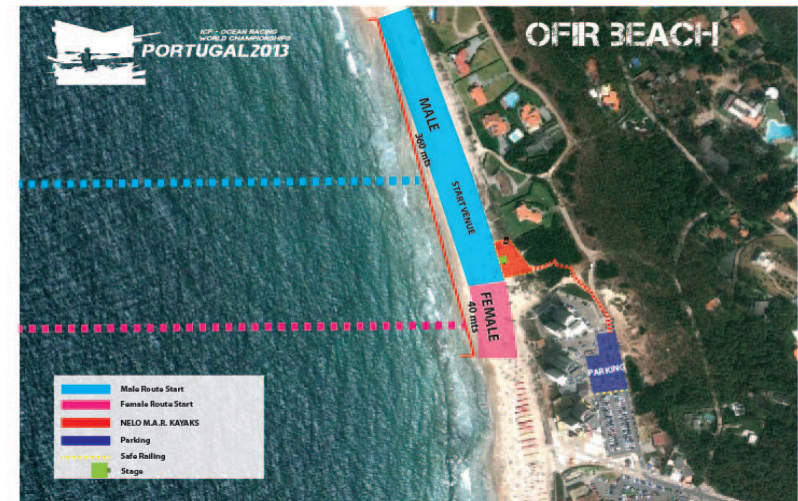 ICF - OCEAN RACING
WORLD CHAMPIONSHIPS
PORTUGAL2013
OFIR BEACH
MALE
360 mts
START VENUE
FEMALE
40 mts
PARKING
Male Route Start
Female Route Start
NELO M.A.R. KAYAKS
Parking
Safe Railing
Stage